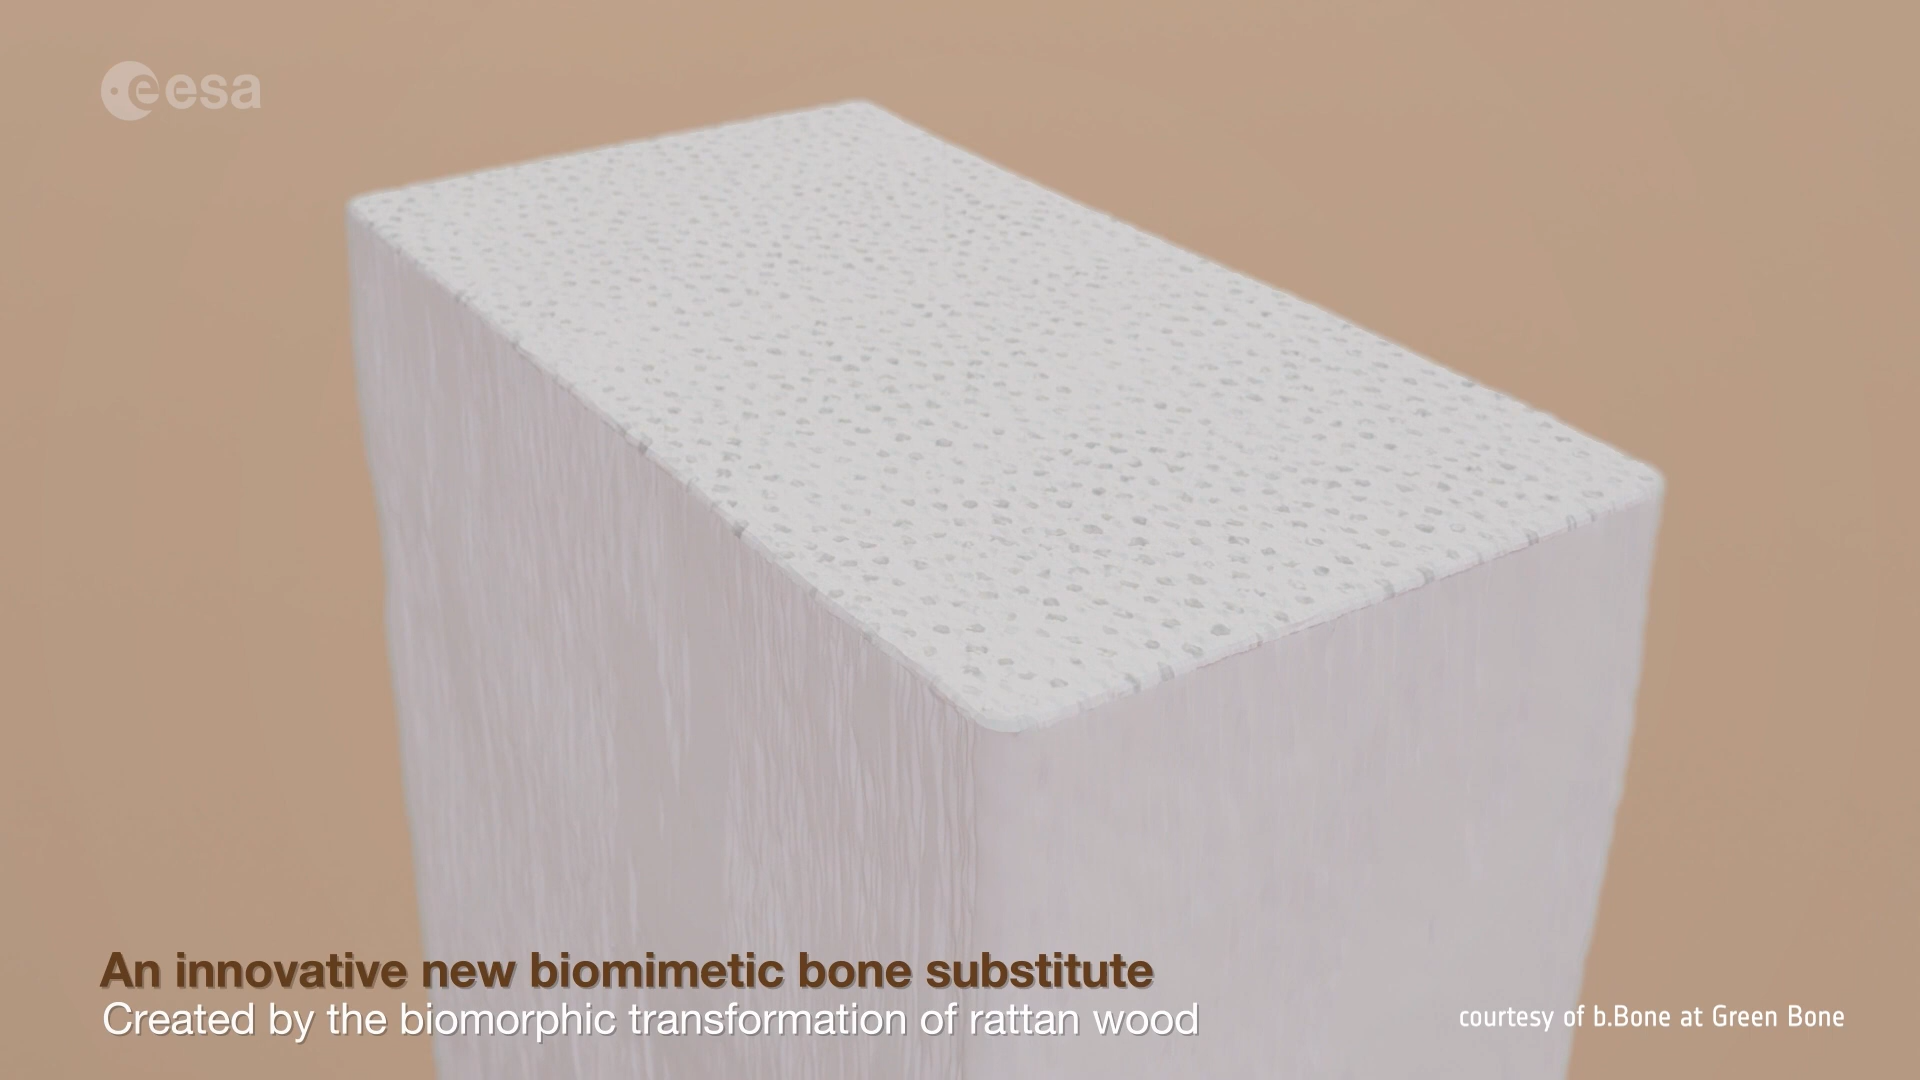 eesa
An innovative new biomimetic bone substitute
Created by the biomorphic transformation of rattan wood
courtesy of b.Bone at Green Bone